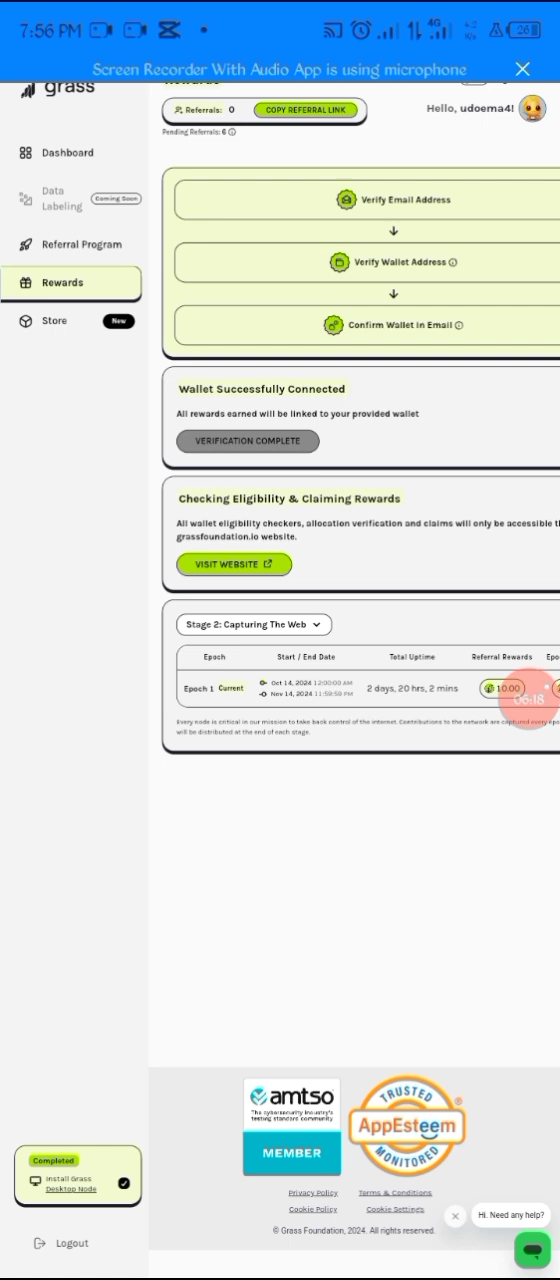 7:56 PM
4G
26
Screen Recorder With Audio App is using microphone
grass
Referrals: 0
COPY REFERRAL LINK
Hello, udoema4!
Pending Referrals: 6
Dashboard
Data
Labeling
Coming Soon
Referral Program
Rewards
Store
New
Verify Email Address
Verify Wallet Address
Confirm Wallet in Email
Wallet Successfully Connected
All rewards earned will be linked to your provided wallet
VERIFICATION COMPLETE
Checking Eligibility & Claiming Rewards
All wallet eligibility checkers, allocation verification and claims will only be accessible
grassfoundation.io website.
VISIT WEBSITE
Stage 2: Capturing The Web
Epoch Start / End Date Total Uptime Referral Rewards Epo
Epoch 1 Current
Oct 14, 2024 12:00:00 AM
Nov 14, 2024 11:59:59 PM
2 days, 20 hrs, 2 mins
10.00
06:18
Every node is critical in our mission to take back control of the internet. Contributions to the network are captured every
will be distributed at the end of each stage.
amtso
The cybersecurity industry's
testing standard community
MEMBER
TRUSTED
AppEsteem
MONITORED
®
Completed
Install Grass
Desktop Node
Privacy Policy
Terms & Conditions
Cookie Policy
Cookie Settings
© Grass Foundation, 2024. All rights reserved.
Hi. Need any help?
Logout